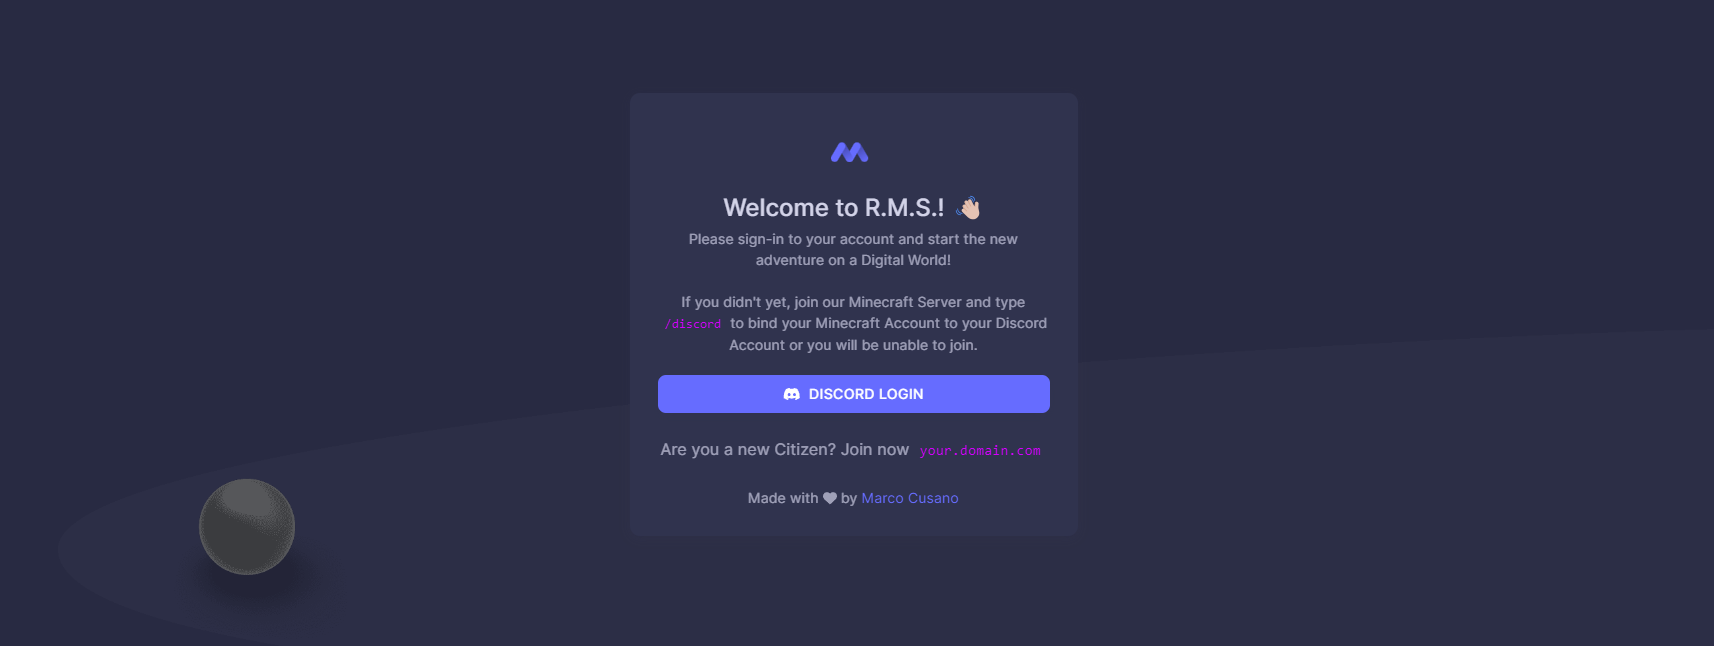 Welcome to R.M.S.! 👋🏻
Please sign-in to your account and start the new
adventure on a Digital World!
If you didn't yet, join our Minecraft Server and type
/discord to bind your Minecraft Account to your Discord
Account or you will be unable to join.
DISCORD LOGIN
Are you a new Citizen? Join now your.domain.com
Made with ❤ by Marco Cusano